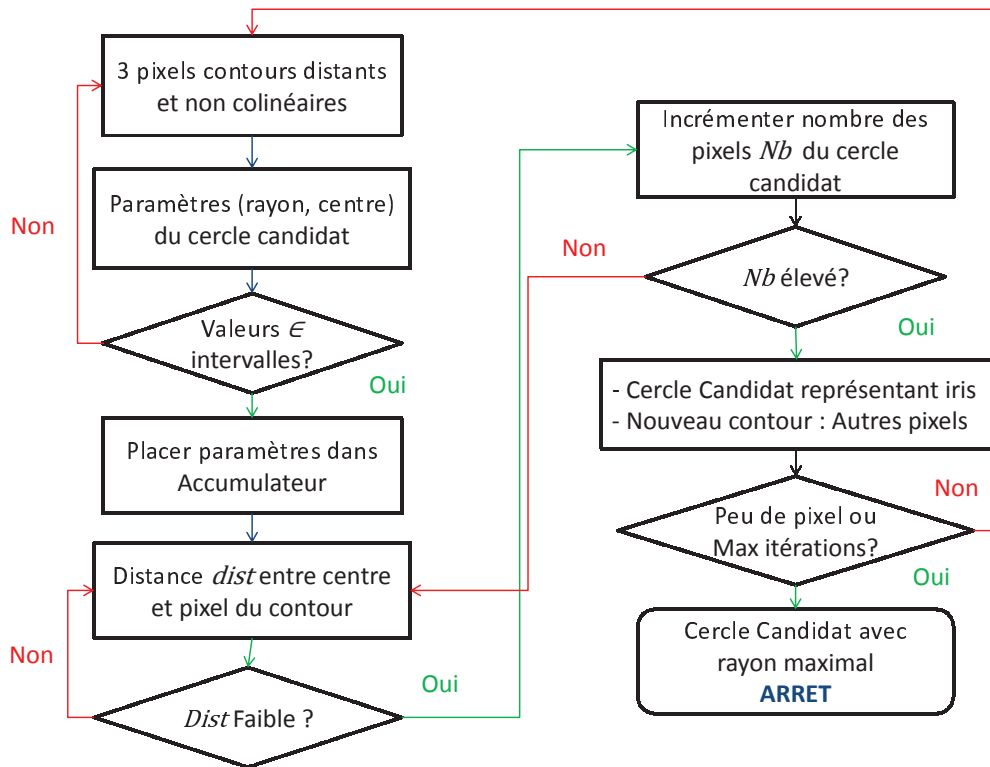 3 pixels contours distants
et non colinéaires
Paramètres (rayon, centre)
du cercle candidat
Non
Valeurs ∈
intervalles?
Oui
Placer paramètres dans
Accumulateur
Distance dist entre centre
et pixel du contour
Non
Dist Faible ?
Oui
Incrémenter nombre des
pixels Nb du cercle
candidat
Non
Nb élevé?
Oui
- Cercle Candidat représentant iris
- Nouveau contour : Autres pixels
Non
Peu de pixel ou
Max itérations?
Oui
Cercle Candidat avec
rayon maximal
ARRET